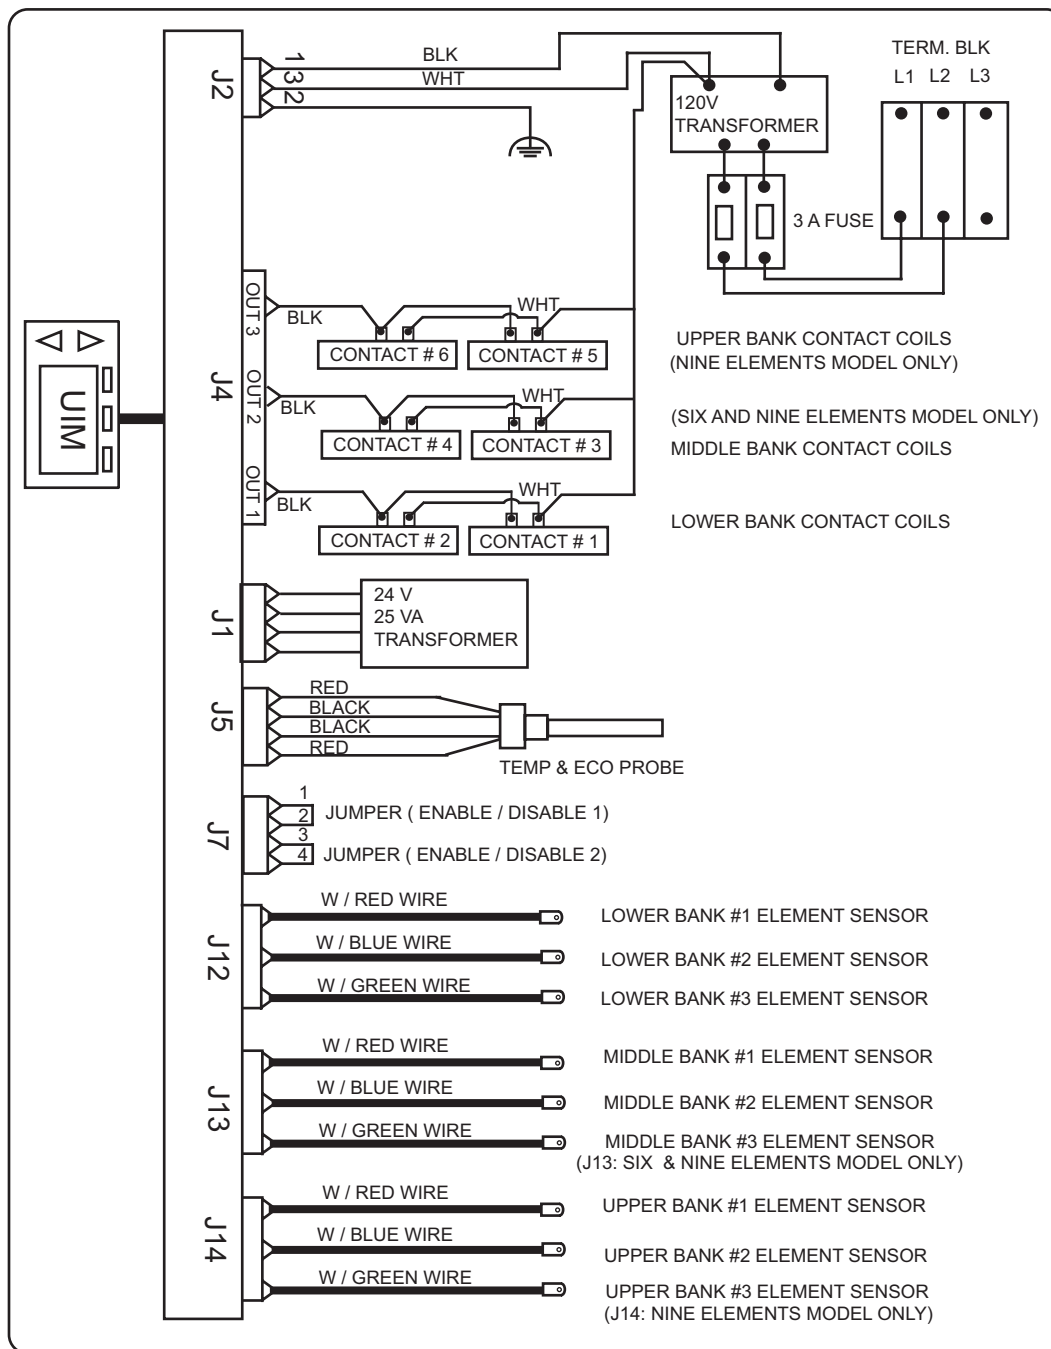 TERM. BLK
L1 L2 L3
J2
1
3
2
BLK
WHT
120V
TRANSFORMER
3 A FUSE
J4
OUT 3
BLK
WHT
CONTACT # 6
CONTACT # 5
UPPER BANK CONTACT COILS
(NINE ELEMENTS MODEL ONLY)
UIM
OUT 2
BLK
WHT
CONTACT # 4
CONTACT # 3
(SIX AND NINE ELEMENTS MODEL ONLY)
MIDDLE BANK CONTACT COILS
OUT 1
BLK
WHT
CONTACT # 2
CONTACT # 1
LOWER BANK CONTACT COILS
J1
24 V
25 VA
TRANSFORMER
J5
RED
BLACK
BLACK
RED
TEMP & ECO PROBE
J7
1
2
JUMPER ( ENABLE / DISABLE 1)
3
4
JUMPER ( ENABLE / DISABLE 2)
J12
W / RED WIRE
LOWER BANK #1 ELEMENT SENSOR
W / BLUE WIRE
LOWER BANK #2 ELEMENT SENSOR
W / GREEN WIRE
LOWER BANK #3 ELEMENT SENSOR
J13
W / RED WIRE
MIDDLE BANK #1 ELEMENT SENSOR
W / BLUE WIRE
MIDDLE BANK #2 ELEMENT SENSOR
W / GREEN WIRE
MIDDLE BANK #3 ELEMENT SENSOR
(J13: SIX & NINE ELEMENTS MODEL ONLY)
J14
W / RED WIRE
UPPER BANK #1 ELEMENT SENSOR
W / BLUE WIRE
UPPER BANK #2 ELEMENT SENSOR
W / GREEN WIRE
UPPER BANK #3 ELEMENT SENSOR
(J14: NINE ELEMENTS MODEL ONLY)